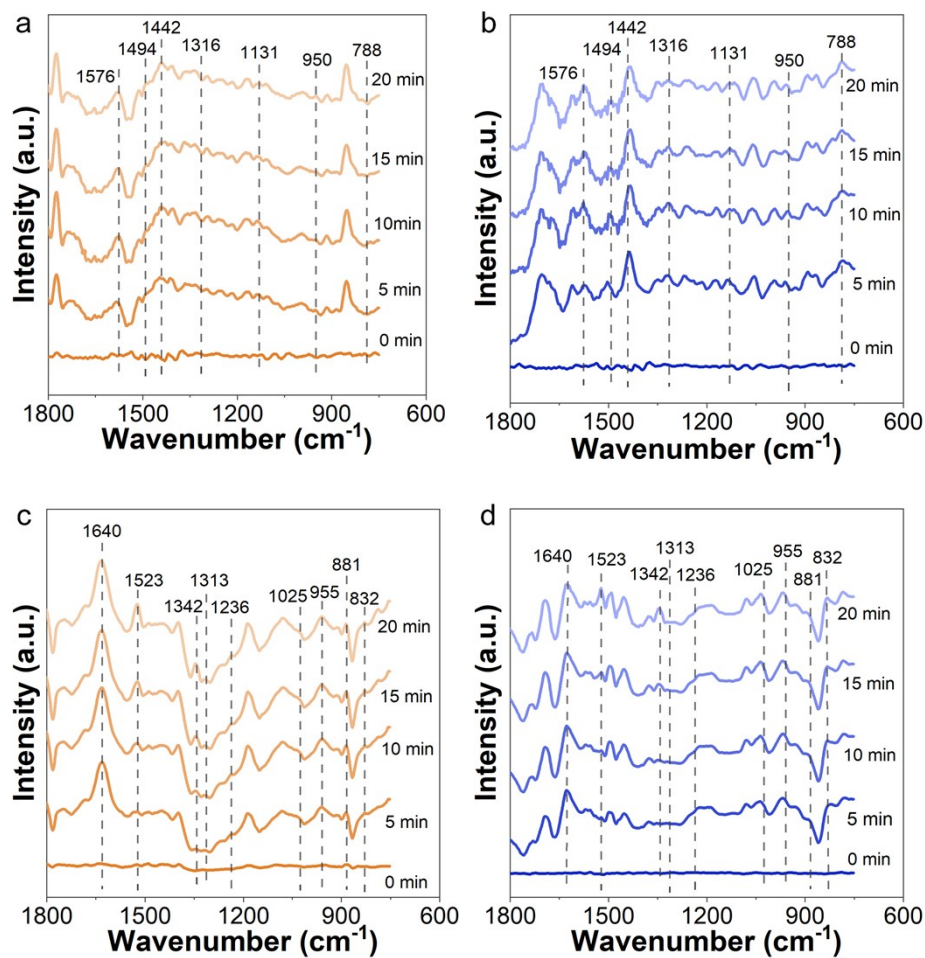 a
1442
1494
1316
1131
950
788
1576
20 min
15 min
10min
5 min
0 min
Intensity (a.u.)
1800
1500
1200
900
600
Wavenumber (cm⁻¹)
b
1442
1494
1316
1131
950
788
1576
20 min
15 min
10 min
5 min
0 min
Intensity (a.u.)
1800
1500
1200
900
600
Wavenumber (cm⁻¹)
c
1640
1523
1342
1313
1236
1025
955
881
832
20 min
15 min
10 min
5 min
0 min
Intensity (a.u.)
1800
1500
1200
900
600
Wavenumber (cm⁻¹)
d
1640
1523
1342
1313
1236
1025
955
881
832
20 min
15 min
10 min
5 min
0 min
Intensity (a.u.)
1800
1500
1200
900
600
Wavenumber (cm⁻¹)